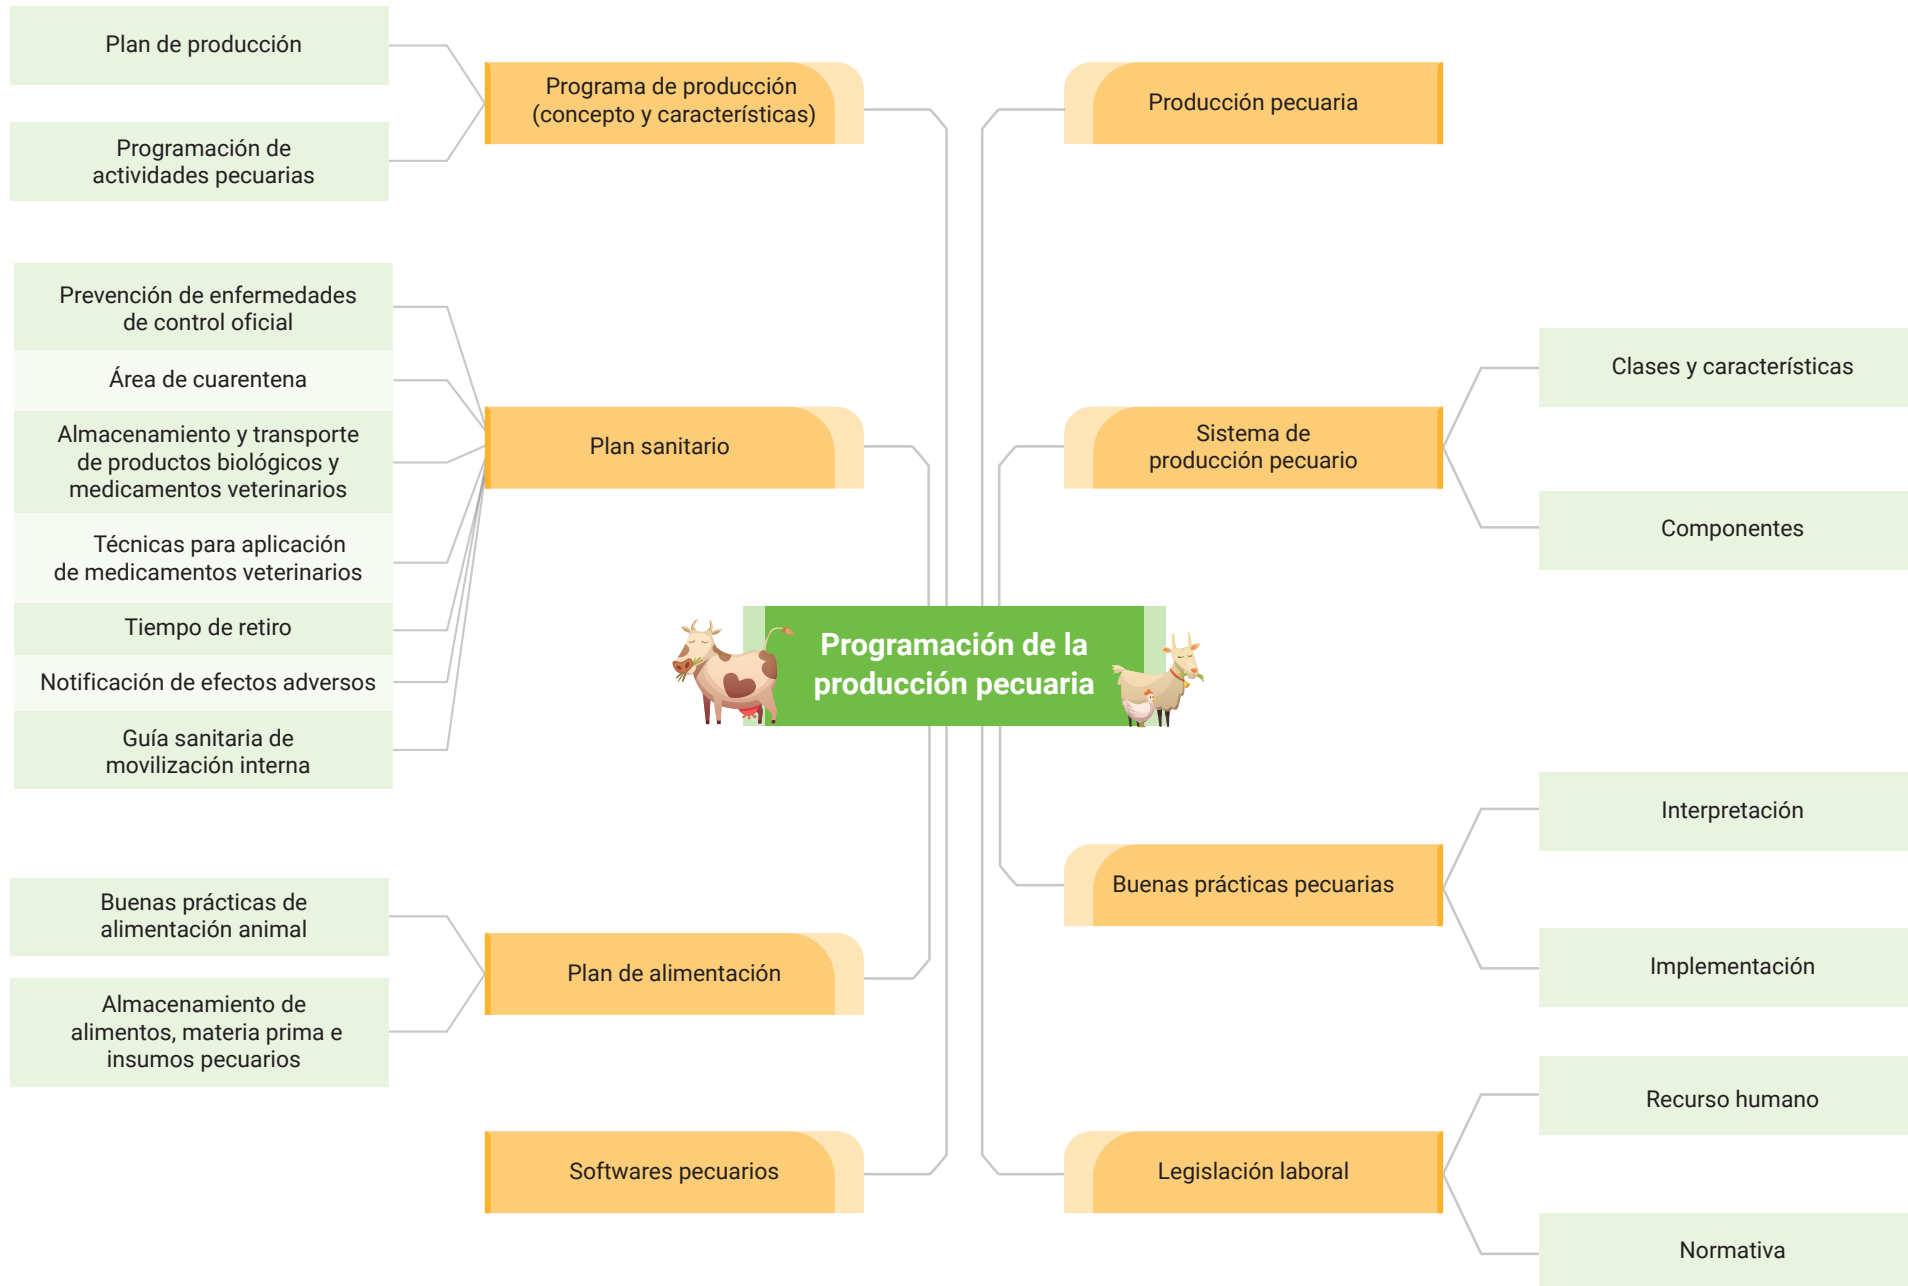 Plan de producción
Programación de
actividades pecuarias
Programa de producción
(concepto y características)
Producción pecuaria
Prevención de enfermedades
de control oficial
Área de cuarentena
Almacenamiento y transporte
de productos biológicos y
medicamentos veterinarios
Técnicas para aplicación
de medicamentos veterinarios
Tiempo de retiro
Notificación de efectos adversos
Guía sanitaria de
movilización interna
Plan sanitario
Sistema de
producción pecuario
Clases y características
Componentes
Programación de la
producción pecuaria
Buenas prácticas de
alimentación animal
Almacenamiento de
alimentos, materia prima e
insumos pecuarios
Plan de alimentación
Buenas prácticas pecuarias
Interpretación
Implementación
Softwares pecuarios
Legislación laboral
Recurso humano
Normativa